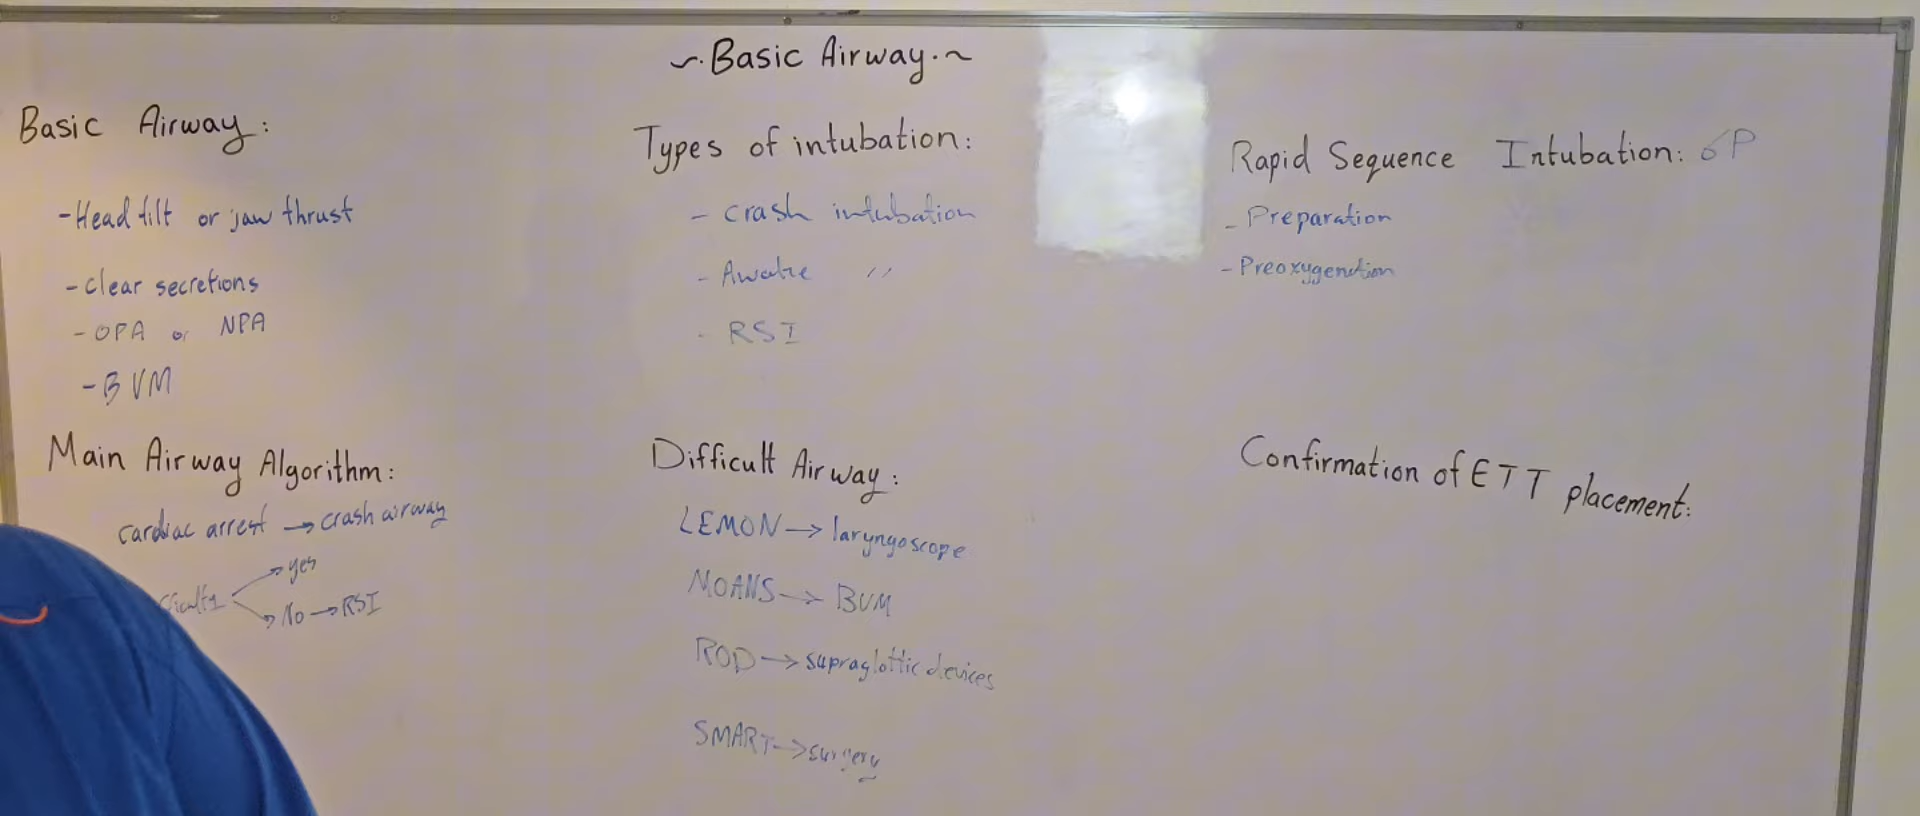 ~.Basic Airway.~
Basic Airway:
-Head tilt or jaw thrust
-clear secretions
-OPA or NPA
-BVM
Main Airway Algorithm:
cardiac arrest → crash airway
→ yes
→ No → RSI
Types of intubation:
- crash intubation
- Awake "
- RSI
Difficult Airway:
LEMON → laryngoscope
MOANS → BVM
ROD → supraglottic devices
SMART → surgery
Rapid Sequence Intubation: 6P
- Preparation
- Preoxygenation
Confirmation of ETT placement: